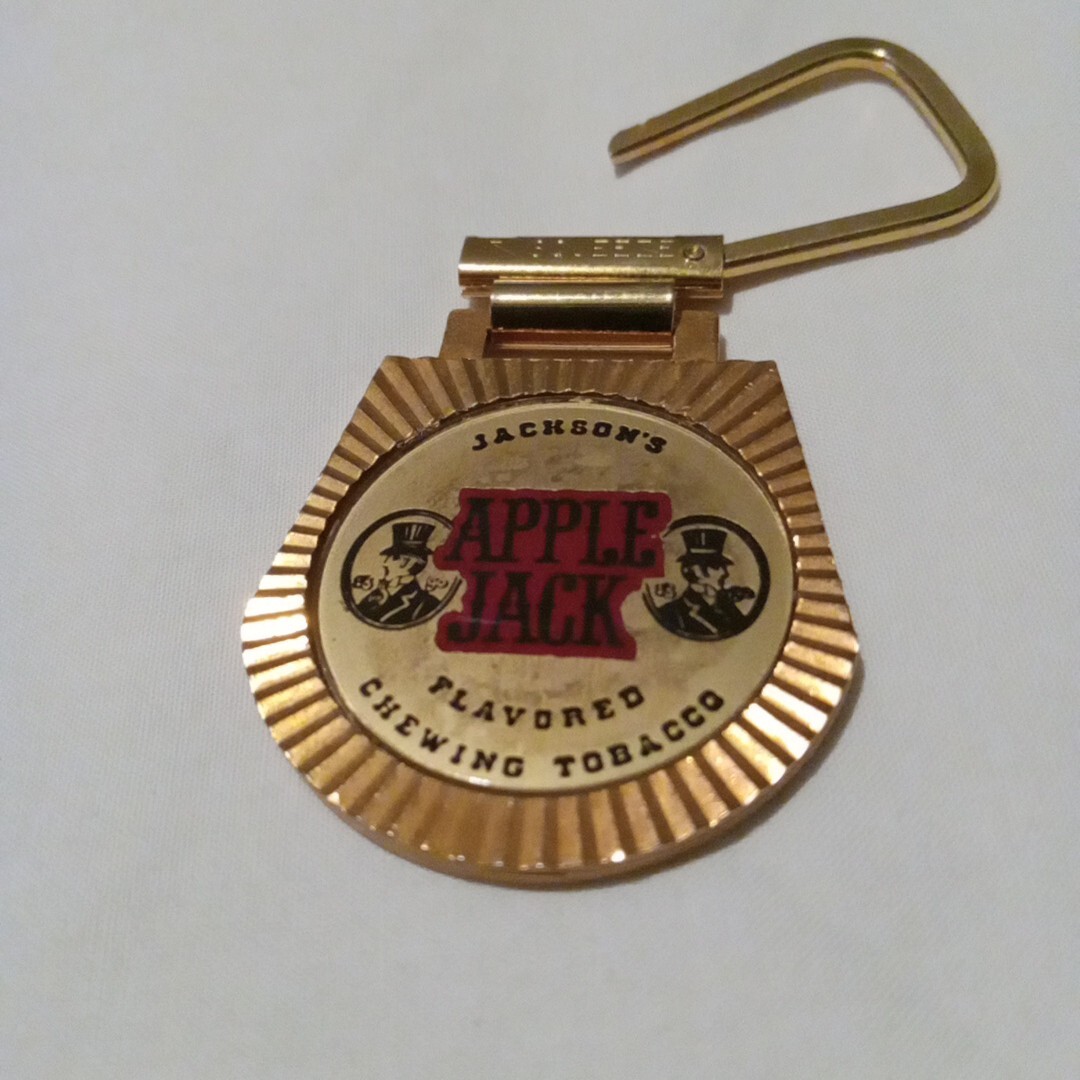 JACKSON'S
APPLE
JACK
FLAVORED
CHEWING TOBACCO